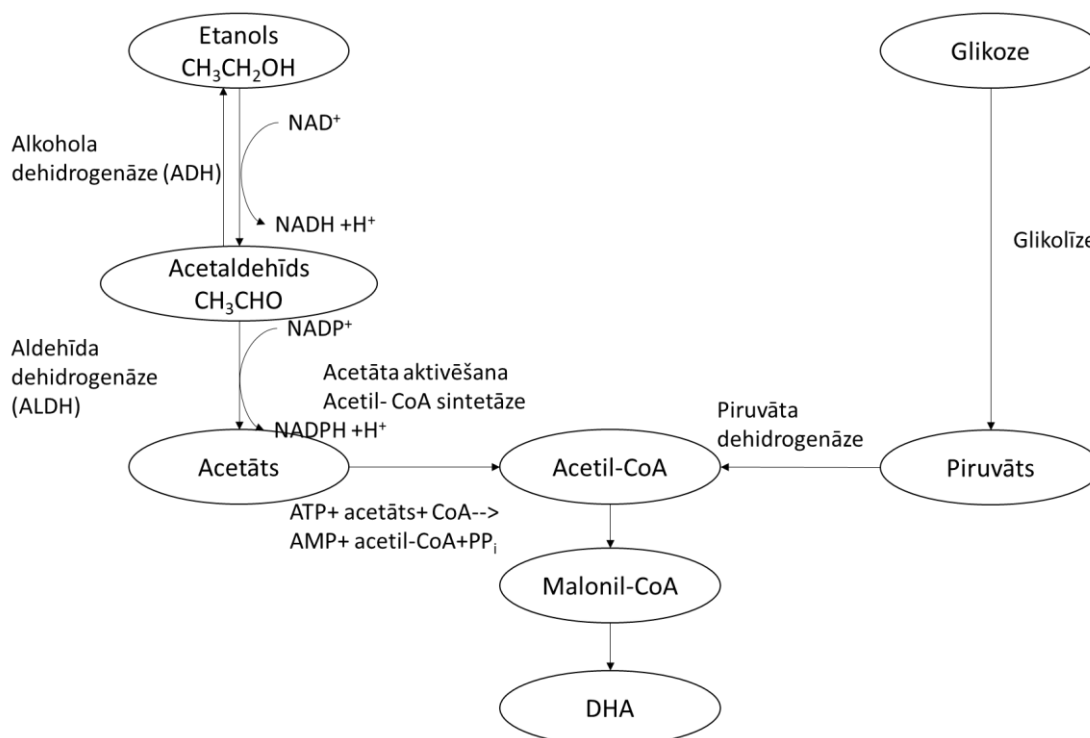 Etanols
CH₃CH₂OH
Glikoze
NAD⁺
Alkohola
dehidrogenāze (ADH)
NADH +H⁺
Glikolīze
Acetaldehīds
CH₃CHO
NADP⁺
Aldehīda
dehidrogenāze
(ALDH)
Acetāta aktivēšana
Acetil- CoA sintetāze
NADPH +H⁺
Piruvāta
dehidrogenāze
Acetāts
Acetil-CoA
Piruvāts
ATP+ acetāts+ CoA-->
AMP+ acetil-CoA+PPᵢ
Malonil-CoA
DHA